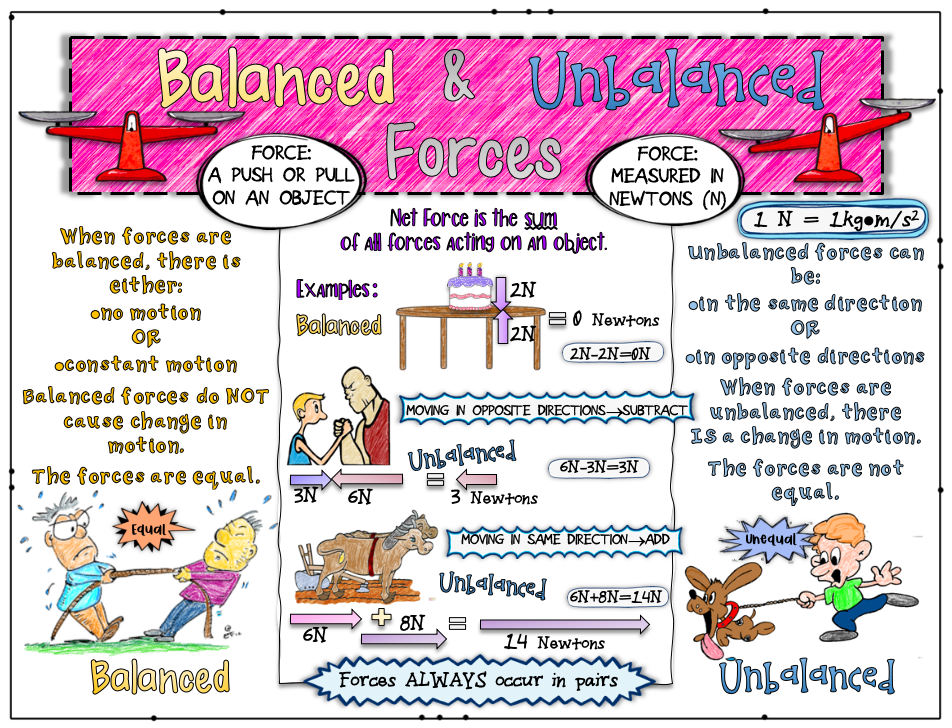 Balanced & Unbalanced
Forces
FORCE:
A PUSH OR PULL
ON AN OBJECT
FORCE:
MEASURED IN
NEWTONS (N)
1 N = 1kg•m/s²
When forces are
balanced, there is
either:
•no motion
OR
•constant motion
Balanced forces do NOT
cause change in
motion.
The forces are equal.
Equal
Balanced
Net Force is the sum
of all forces acting on an object.
Examples:
Balanced
2N
2N
= 0 Newtons
2N-2N=0N
MOVING IN OPPOSITE DIRECTIONS→SUBTRACT
Unbalanced
6N-3N=3N
3N 6N = 3 Newtons
MOVING IN SAME DIRECTION→ADD
Unbalanced
6N+8N=14N
6N + 8N = 14 Newtons
Forces ALWAYS occur in pairs
Unbalanced forces can
be:
•in the same direction
OR
•in opposite directions
When forces are
unbalanced, there
IS a change in motion.
The forces are not
equal.
Unequal
Unbalanced